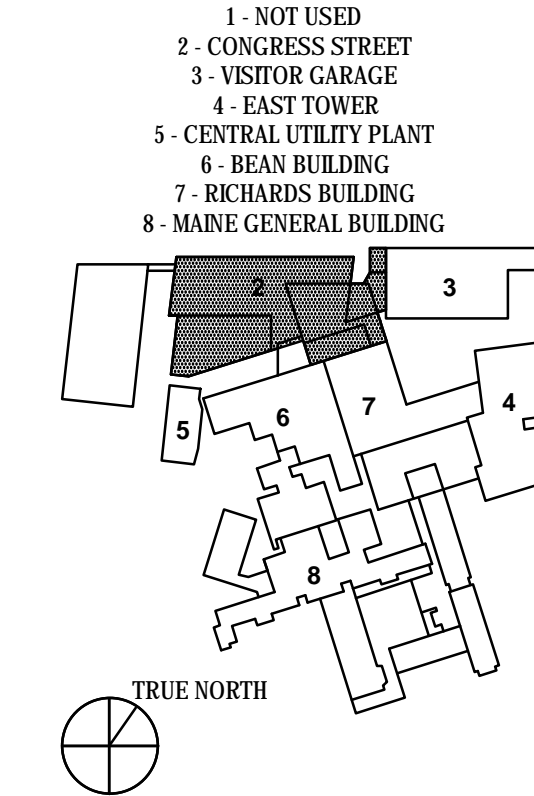 1 - NOT USED
2 - CONGRESS STREET
3 - VISITOR GARAGE
4 - EAST TOWER
5 - CENTRAL UTILITY PLANT
6 - BEAN BUILDING
7 - RICHARDS BUILDING
8 - MAINE GENERAL BUILDING
2
3
4
7
6
5
8
TRUE NORTH